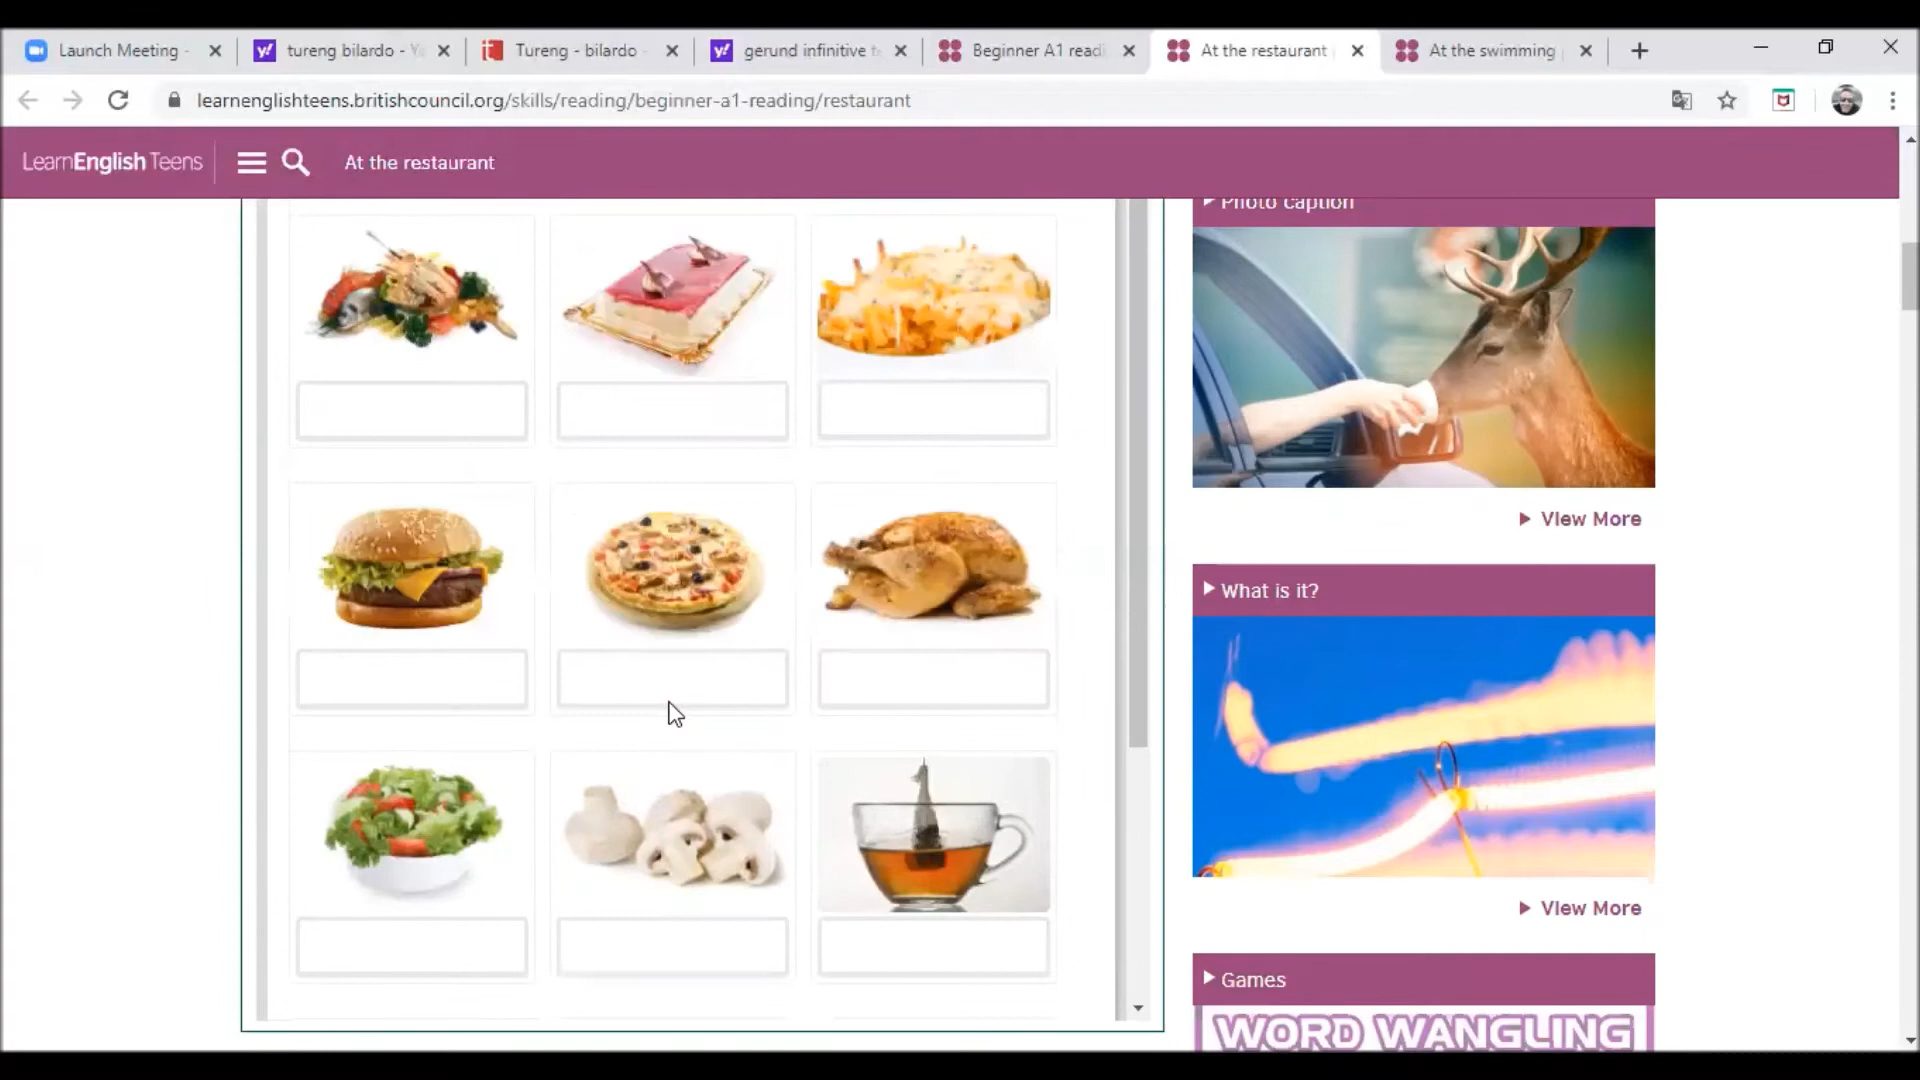 Launch Meeting -
tureng bilardo - Ya
Tureng - bilardo -
gerund infinitive t
Beginner A1 readi
At the restaurant
At the swimming
learnenglishteens.britishcouncil.org/skills/reading/beginner-a1-reading/restaurant
LearnEnglish Teens
At the restaurant
Photo caption
View More
What is it?
View More
Games
WORD WANGLING